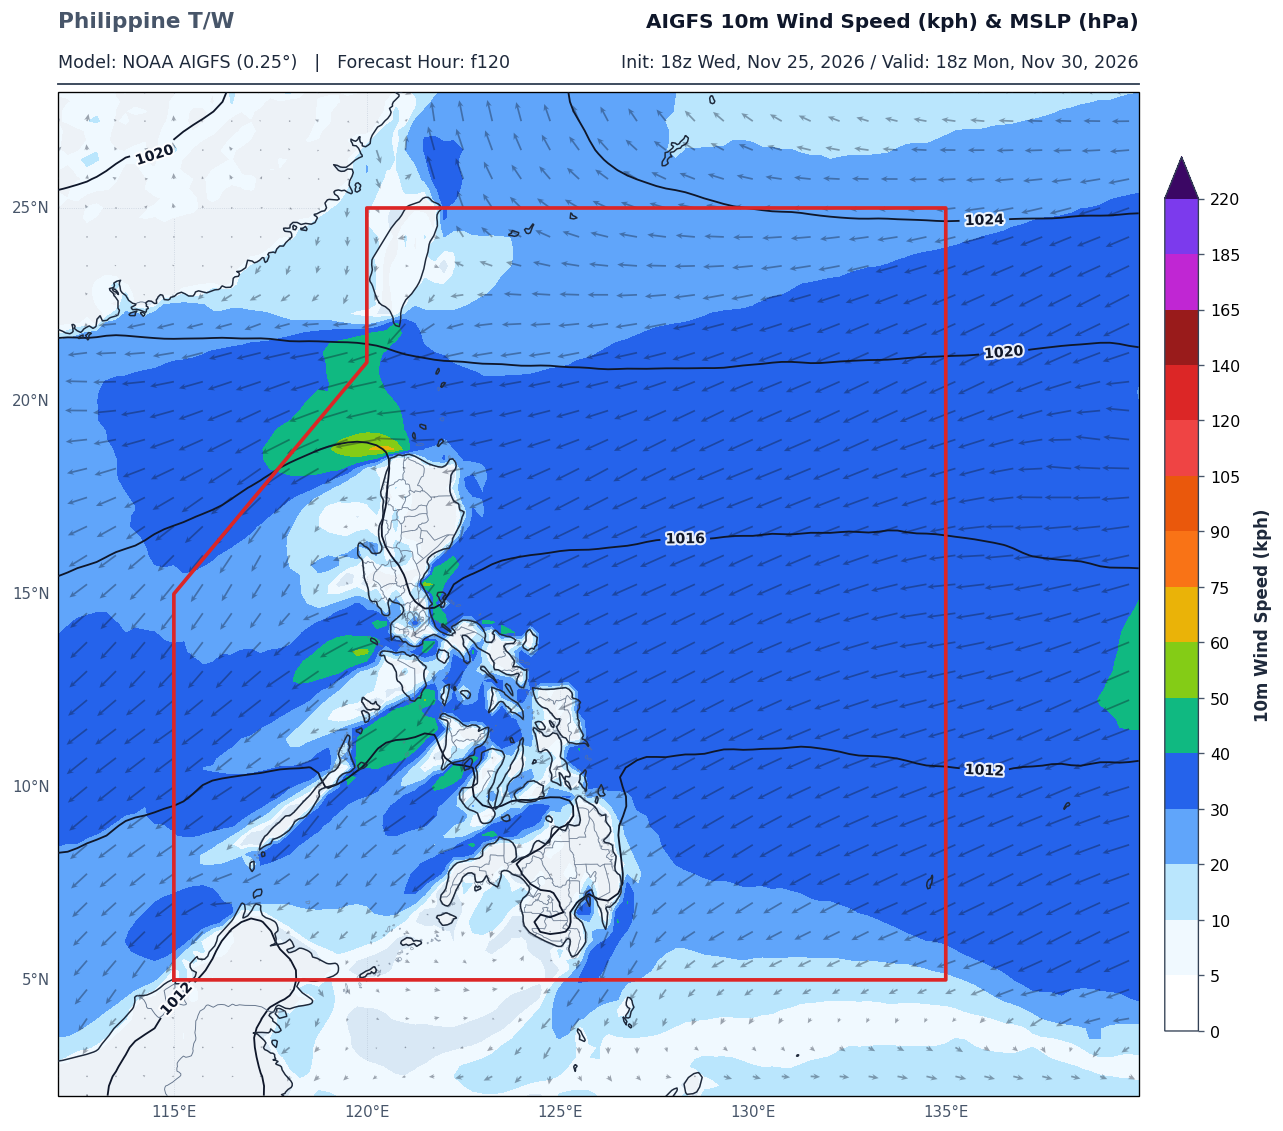 Philippine T/W
AIGFS 10m Wind Speed (kph) & MSLP (hPa)
Model: NOAA AIGFS (0.25°) | Forecast Hour: f120
Init: 18z Wed, Nov 25, 2026 / Valid: 18z Mon, Nov 30, 2026
1020
1024
1020
1016
1012
1012
25°N
20°N
15°N
10°N
5°N
115°E
120°E
125°E
130°E
135°E
220
185
165
140
120
105
90
75
60
50
40
30
20
10
5
0
10m Wind Speed (kph)